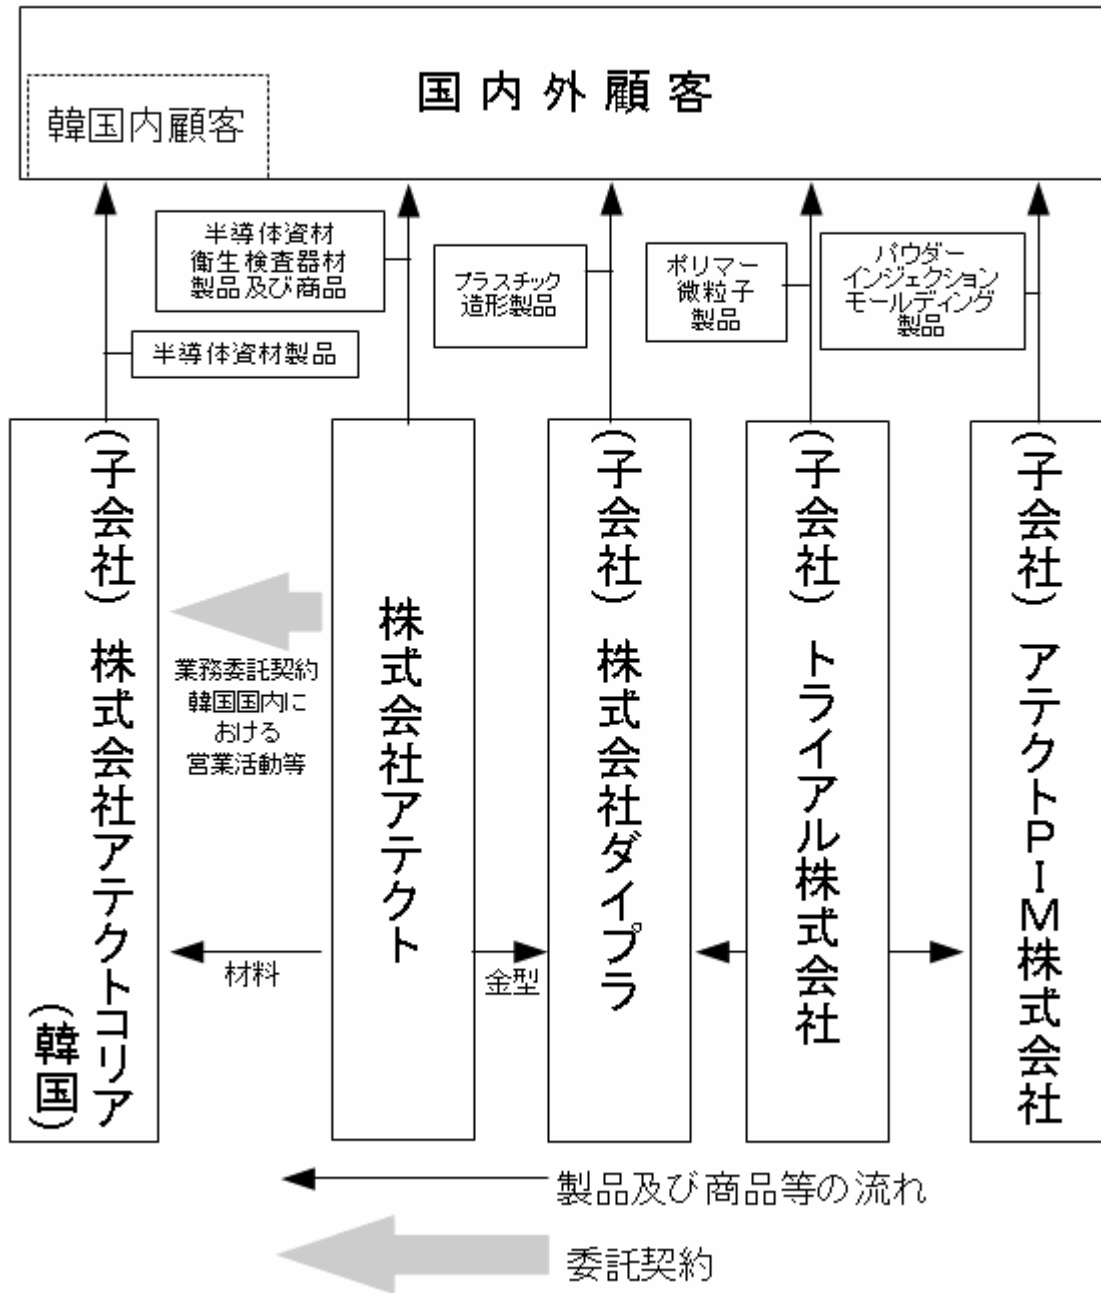 国内外顧客
韓国内顧客
半導体資材
衛生検査器材
製品及び商品
プラスチック
造形製品
ポリマー
微粒子
製品
パウダー
インジェクション
モールディング
製品
半導体資材製品
(子会社) 株式会社アテクトコリア
(韓国)
業務委託契約
韓国国内に
おける
営業活動等
株式会社アテクト
(子会社) 株式会社ダイプラ
(子会社) トライアル株式会社
(子会社) アテクトPIM株式会社
材料
金型
製品及び商品等の流れ
委託契約